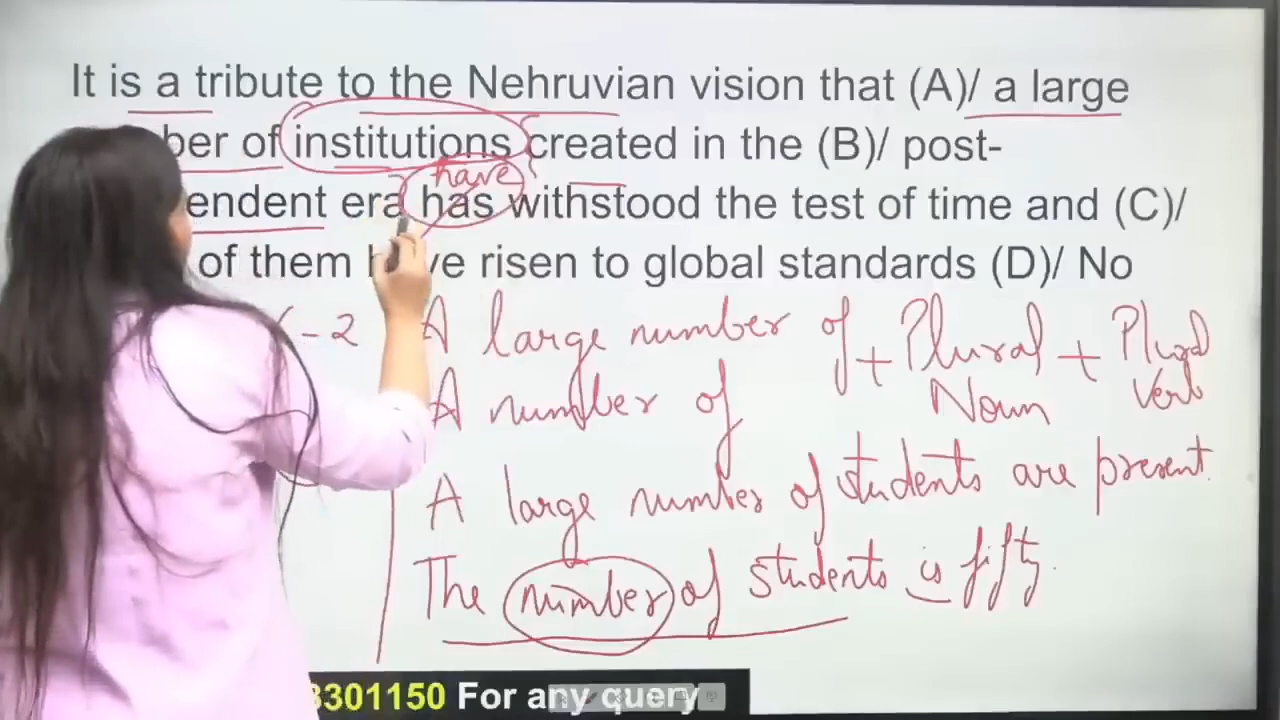 It is a tribute to the Nehruvian vision that (A)/ a large
ber of institutions created in the (B)/ post-
have
endent era has withstood the test of time and (C)/
of them have risen to global standards (D)/ No
-2 A large number of + Plural + Plural
A number of Noun Verb
A large number of students are present.
The number of students is fifty.
3301150 For any query